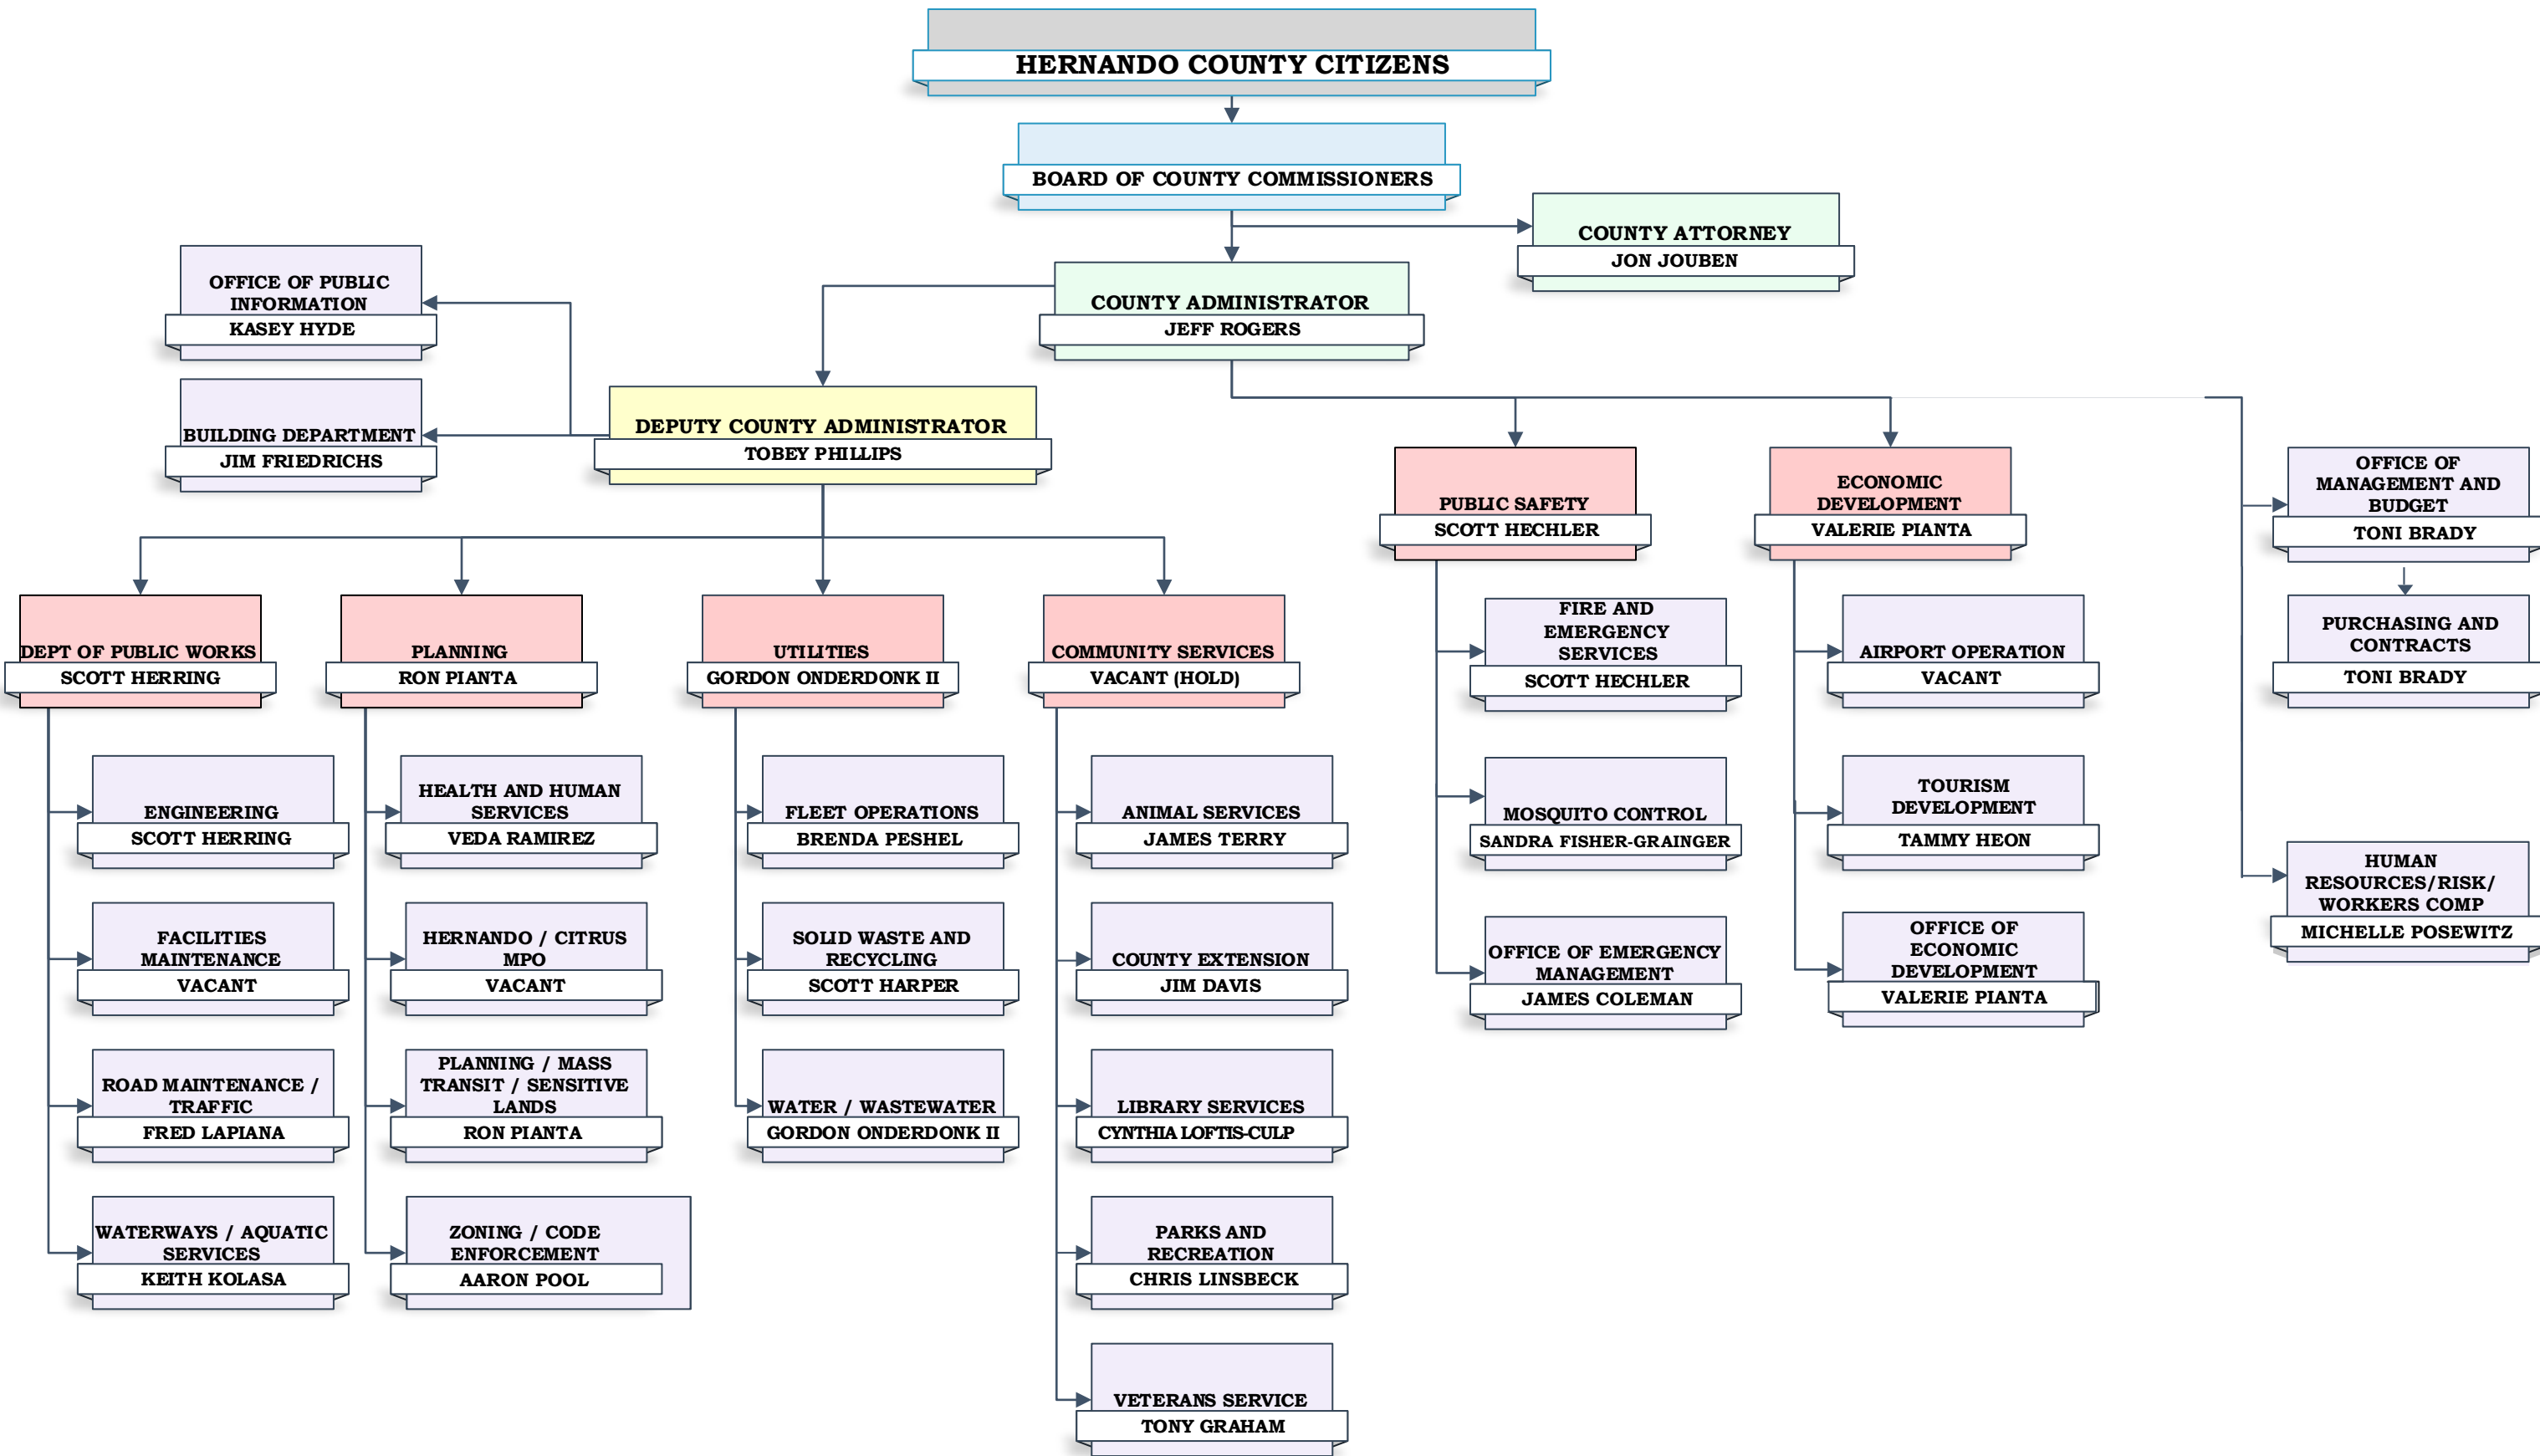 HERNANDO COUNTY CITIZENS
BOARD OF COUNTY COMMISSIONERS
COUNTY ATTORNEY
JON JOUBEN
COUNTY ADMINISTRATOR
JEFF ROGERS
OFFICE OF PUBLIC
INFORMATION
KASEY HYDE
BUILDING DEPARTMENT
JIM FRIEDRICHS
DEPUTY COUNTY ADMINISTRATOR
TOBEY PHILLIPS
DEPT OF PUBLIC WORKS
SCOTT HERRING
ENGINEERING
SCOTT HERRING
FACILITIES
MAINTENANCE
VACANT
ROAD MAINTENANCE /
TRAFFIC
FRED LAPIANA
WATERWAYS / AQUATIC
SERVICES
KEITH KOLASA
PLANNING
RON PIANTA
HEALTH AND HUMAN
SERVICES
VEDA RAMIREZ
HERNANDO / CITRUS
MPO
VACANT
PLANNING / MASS
TRANSIT / SENSITIVE
LANDS
RON PIANTA
ZONING / CODE
ENFORCEMENT
AARON POOL
UTILITIES
GORDON ONDERDONK II
FLEET OPERATIONS
BRENDA PESHEL
SOLID WASTE AND
RECYCLING
SCOTT HARPER
WATER / WASTEWATER
GORDON ONDERDONK II
COMMUNITY SERVICES
VACANT (HOLD)
ANIMAL SERVICES
JAMES TERRY
COUNTY EXTENSION
JIM DAVIS
LIBRARY SERVICES
CYNTHIA LOFTIS-CULP
PARKS AND
RECREATION
CHRIS LINSBECK
VETERANS SERVICE
TONY GRAHAM
PUBLIC SAFETY
SCOTT HECHLER
FIRE AND
EMERGENCY
SERVICES
SCOTT HECHLER
MOSQUITO CONTROL
SANDRA FISHER-GRAINGER
OFFICE OF EMERGENCY
MANAGEMENT
JAMES COLEMAN
ECONOMIC
DEVELOPMENT
VALERIE PIANTA
AIRPORT OPERATION
VACANT
TOURISM
DEVELOPMENT
TAMMY HEON
OFFICE OF
ECONOMIC
DEVELOPMENT
VALERIE PIANTA
OFFICE OF
MANAGEMENT AND
BUDGET
TONI BRADY
PURCHASING AND
CONTRACTS
TONI BRADY
HUMAN
RESOURCES/RISK/
WORKERS COMP
MICHELLE POSEWITZ